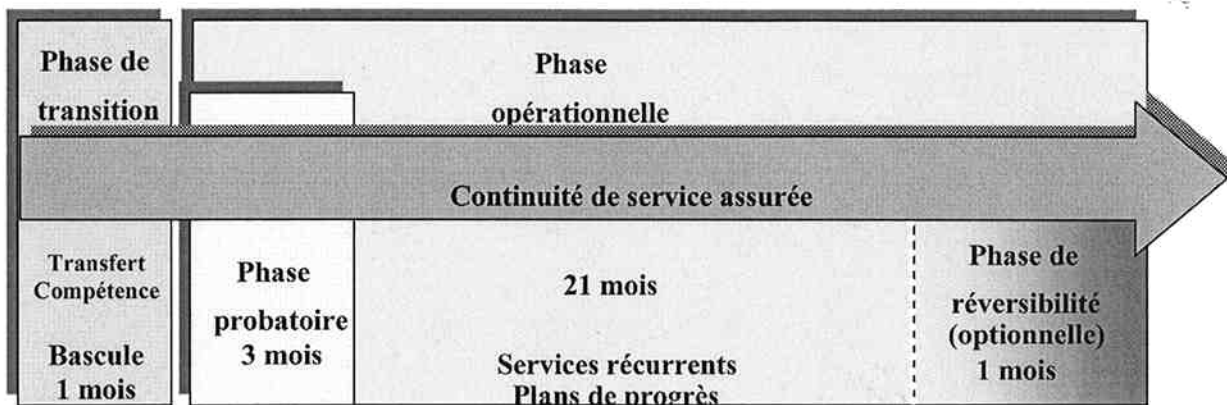 Phase de
transition
Phase
opérationnelle
Continuité de service assurée
Transfert
Compétence
Bascule
1 mois
Phase
probatoire
3 mois
21 mois
Services récurrents
Plans de progrès
Phase de
réversibilité
(optionnelle)
1 mois